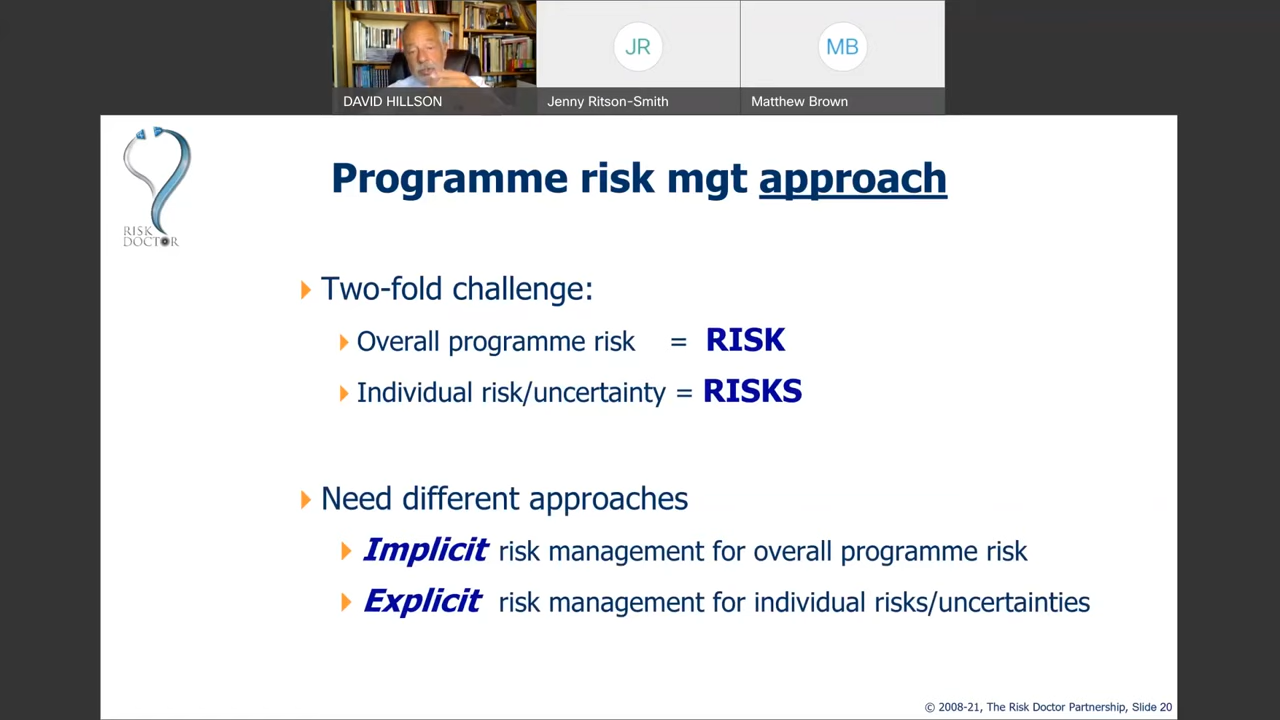 JR
MB
DAVID HILLSON
Jenny Ritson-Smith
Matthew Brown
RISK
DOCTOR
Programme risk mgt approach
Two-fold challenge:
Overall programme risk = RISK
Individual risk/uncertainty = RISKS
Need different approaches
Implicit risk management for overall programme risk
Explicit risk management for individual risks/uncertainties
© 2008-21, The Risk Doctor Partnership, Slide 20